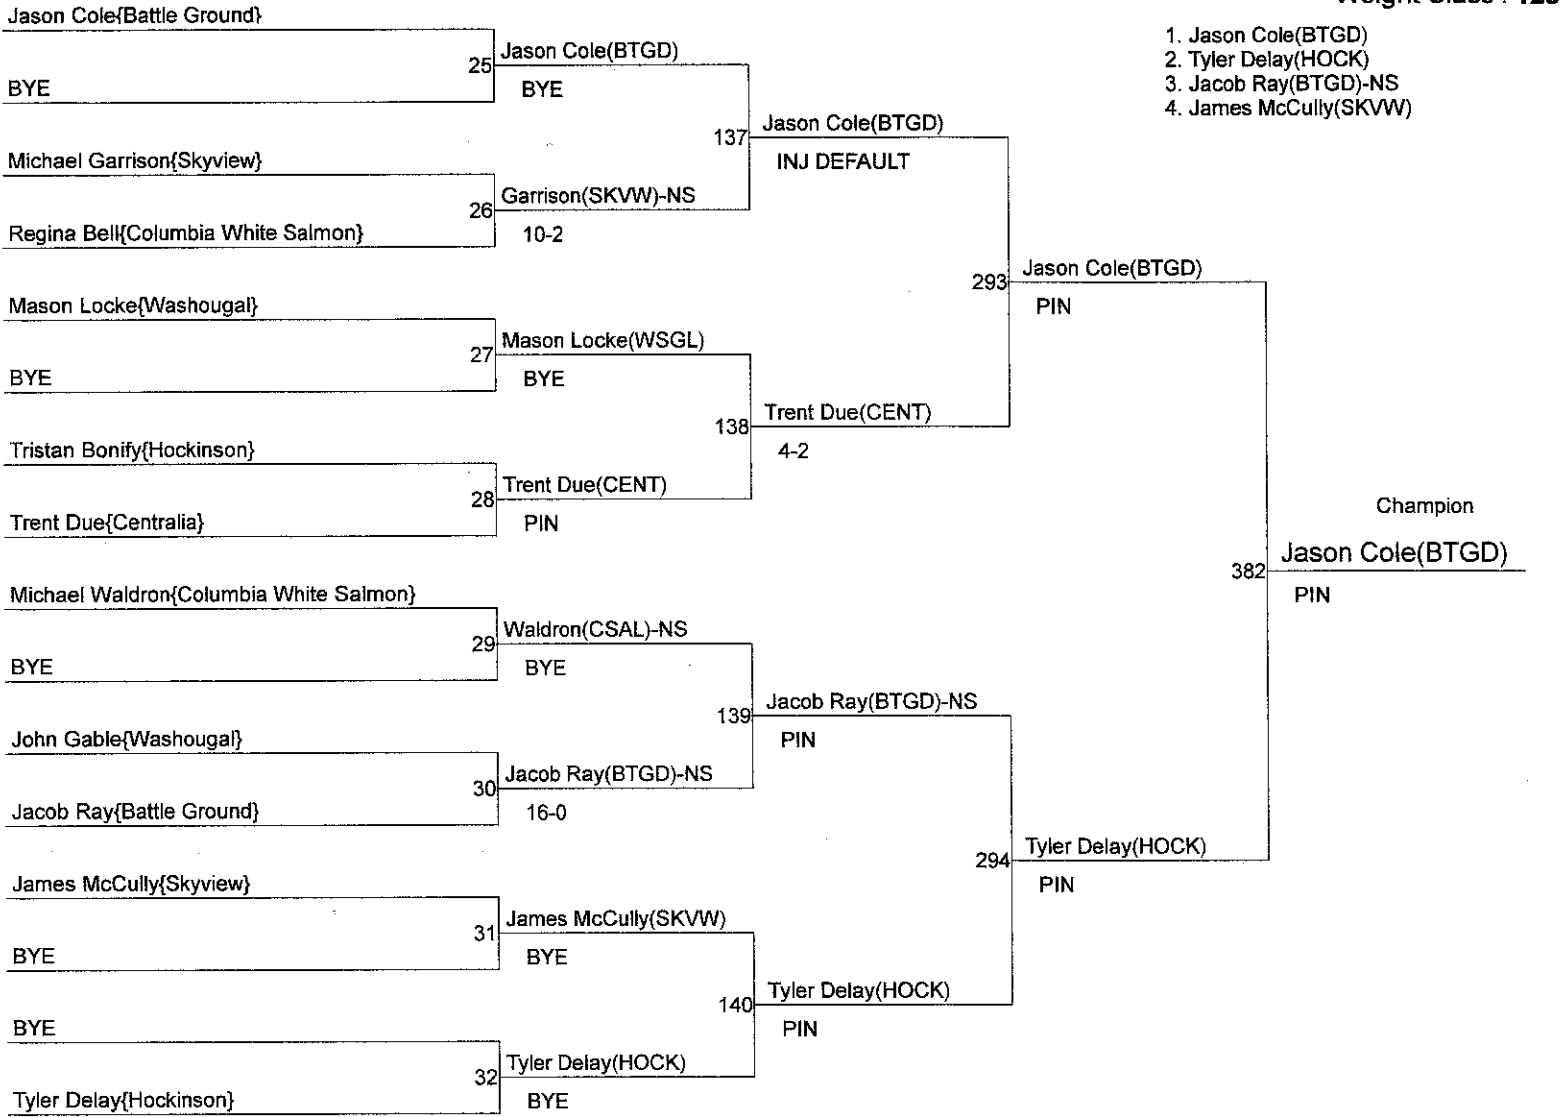 Jason Cole{Battle Ground}
BYE
Michael Garrison{Skyview}
Regina Bell{Columbia White Salmon}
Mason Locke{Washougal}
BYE
Tristan Bonify{Hockinson}
Trent Due{Centralia}
Michael Waldron{Columbia White Salmon}
BYE
John Gable{Washougal}
Jacob Ray{Battle Ground}
James McCully{Skyview}
BYE
BYE
Tyler Delay{Hockinson}
25 Jason Cole(BTGD)
BYE
26 Garrison(SKVW)-NS
10-2
27 Mason Locke(WSGL)
BYE
28 Trent Due(CENT)
PIN
29 Waldron(CSAL)-NS
BYE
30 Jacob Ray(BTGD)-NS
16-0
31 James McCully(SKVW)
BYE
32 Tyler Delay(HOCK)
BYE
137 Jason Cole(BTGD)
INJ DEFAULT
138 Trent Due(CENT)
4-2
139 Jacob Ray(BTGD)-NS
PIN
140 Tyler Delay(HOCK)
PIN
293 Jason Cole(BTGD)
PIN
294 Tyler Delay(HOCK)
PIN
Champion
382 Jason Cole(BTGD)
PIN
Weight Class :
1. Jason Cole(BTGD)
2. Tyler Delay(HOCK)
3. Jacob Ray(BTGD)-NS
4. James McCully(SKVW)